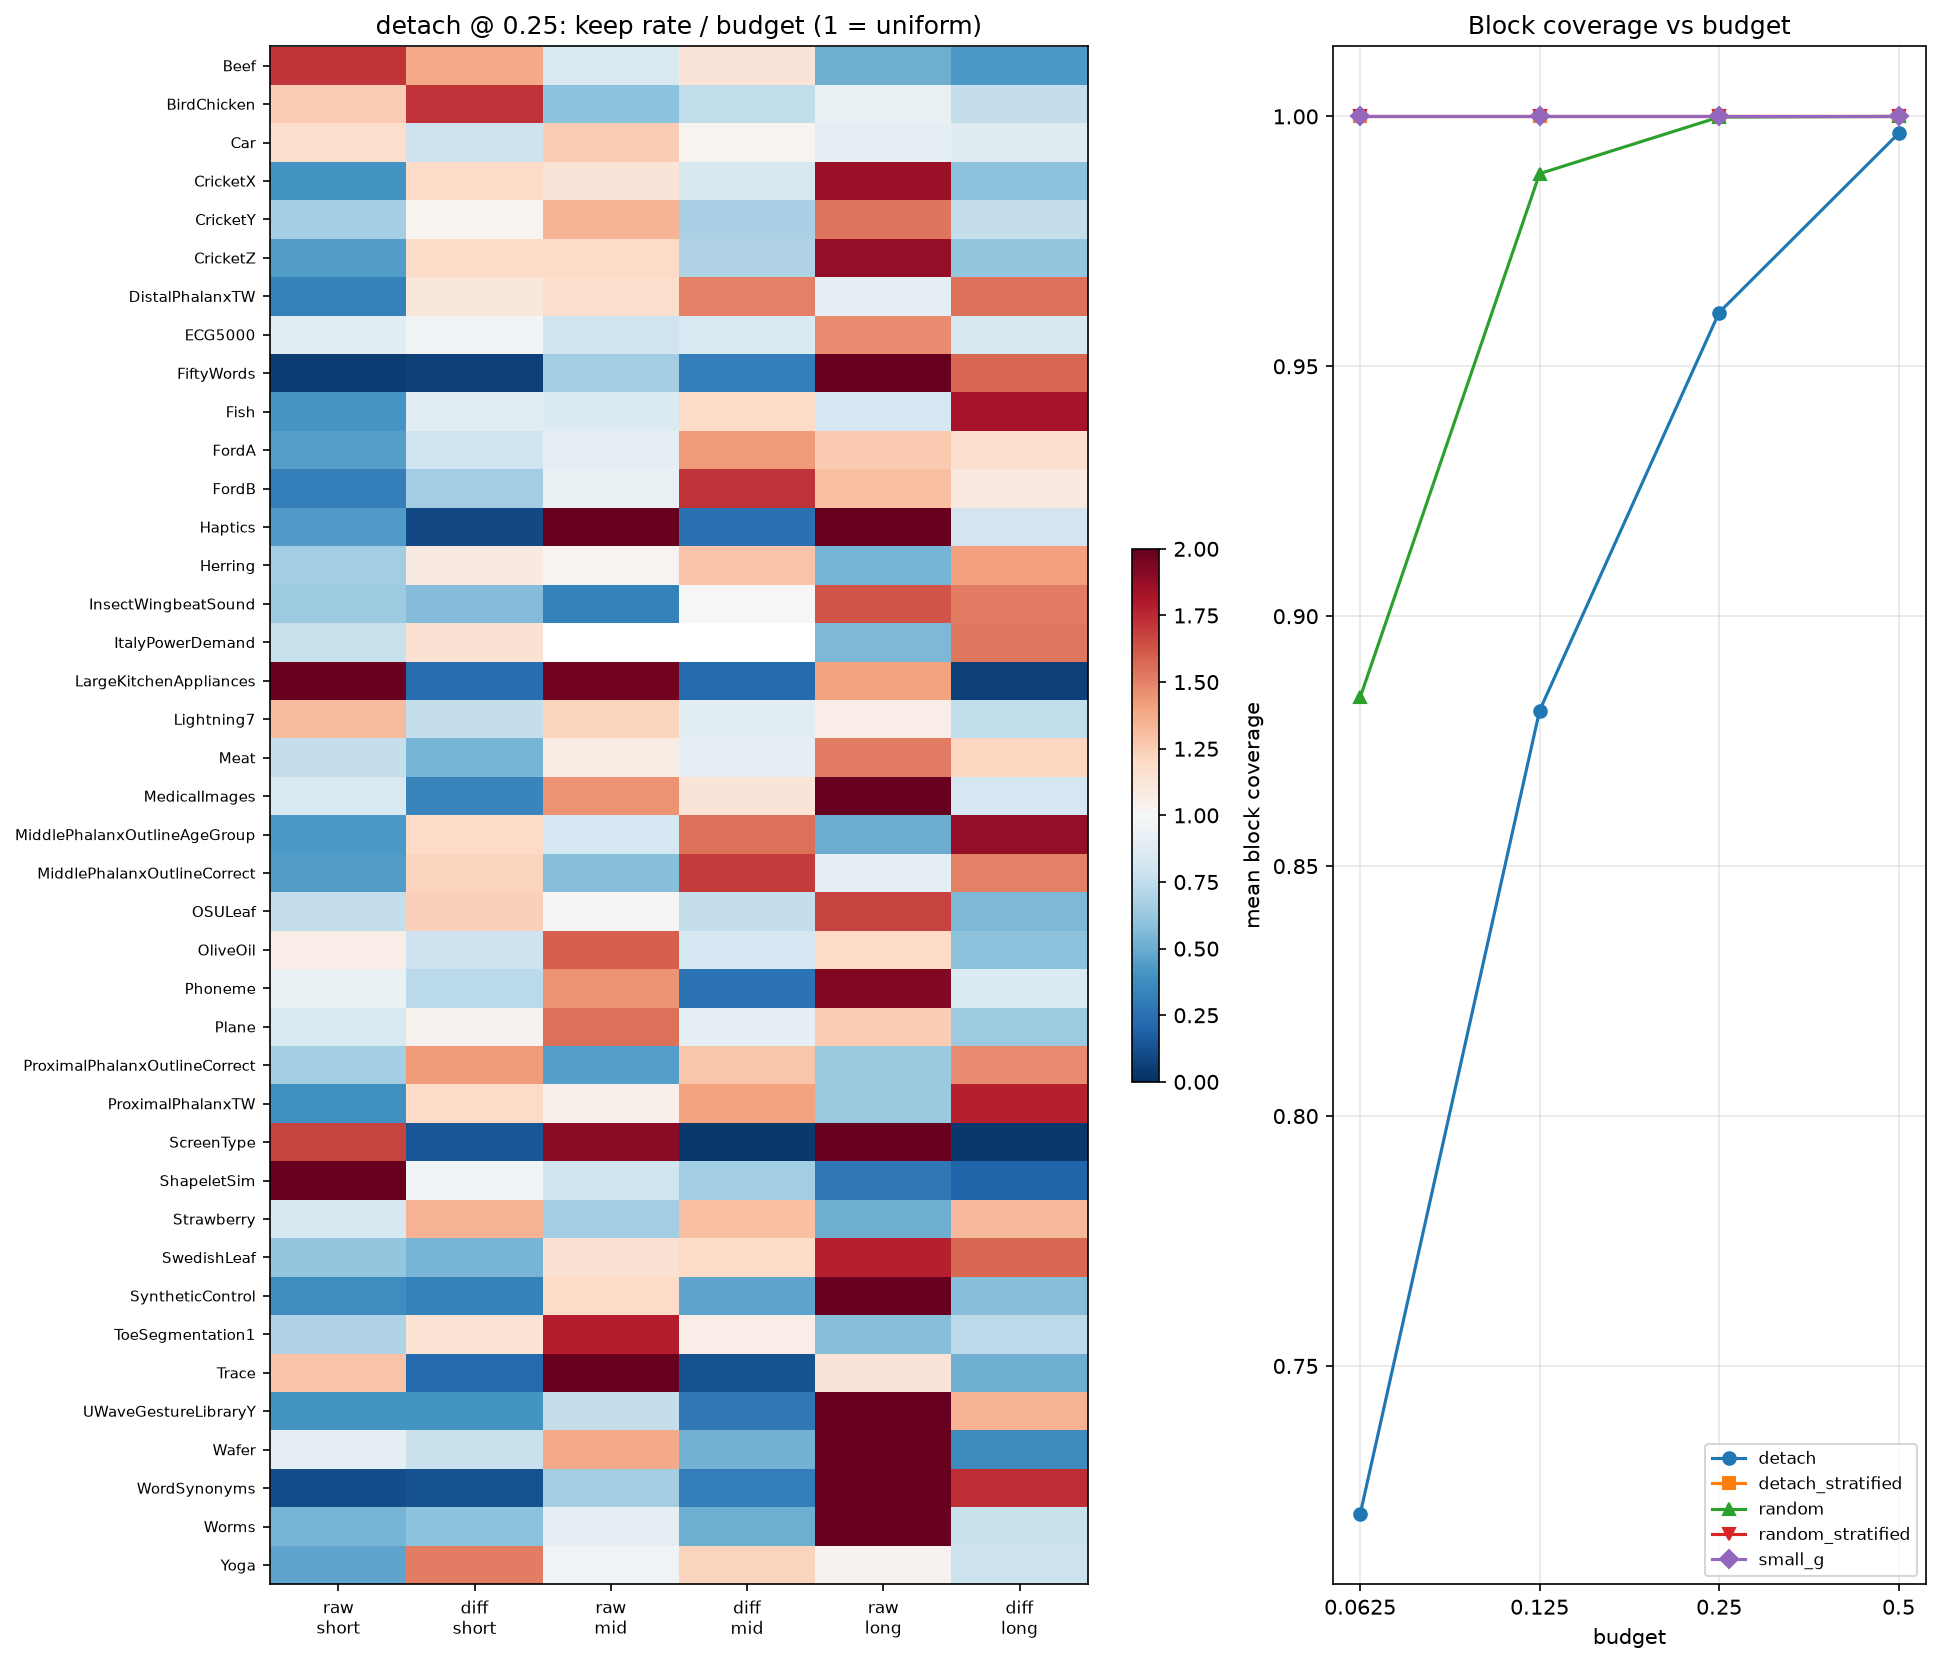 detach @ 0.25: keep rate / budget (1 = uniform)
Beef
BirdChicken
Car
CricketX
CricketY
CricketZ
DistalPhalanxTW
ECG5000
FiftyWords
Fish
FordA
FordB
Haptics
Herring
InsectWingbeatSound
ItalyPowerDemand
LargeKitchenAppliances
Lightning7
Meat
MedicalImages
MiddlePhalanxOutlineAgeGroup
MiddlePhalanxOutlineCorrect
OSULeaf
OliveOil
Phoneme
Plane
ProximalPhalanxOutlineCorrect
ProximalPhalanxTW
ScreenType
ShapeletSim
Strawberry
SwedishLeaf
SyntheticControl
ToeSegmentation1
Trace
UWaveGestureLibraryY
Wafer
WordSynonyms
Worms
Yoga
raw
short
diff
short
raw
mid
diff
mid
raw
long
diff
long
2.00
1.75
1.50
1.25
1.00
0.75
0.50
0.25
0.00
Block coverage vs budget
mean block coverage
1.00
0.95
0.90
0.85
0.80
0.75
0.0625
0.125
0.25
0.5
budget
detach
detach_stratified
random
random_stratified
small_g